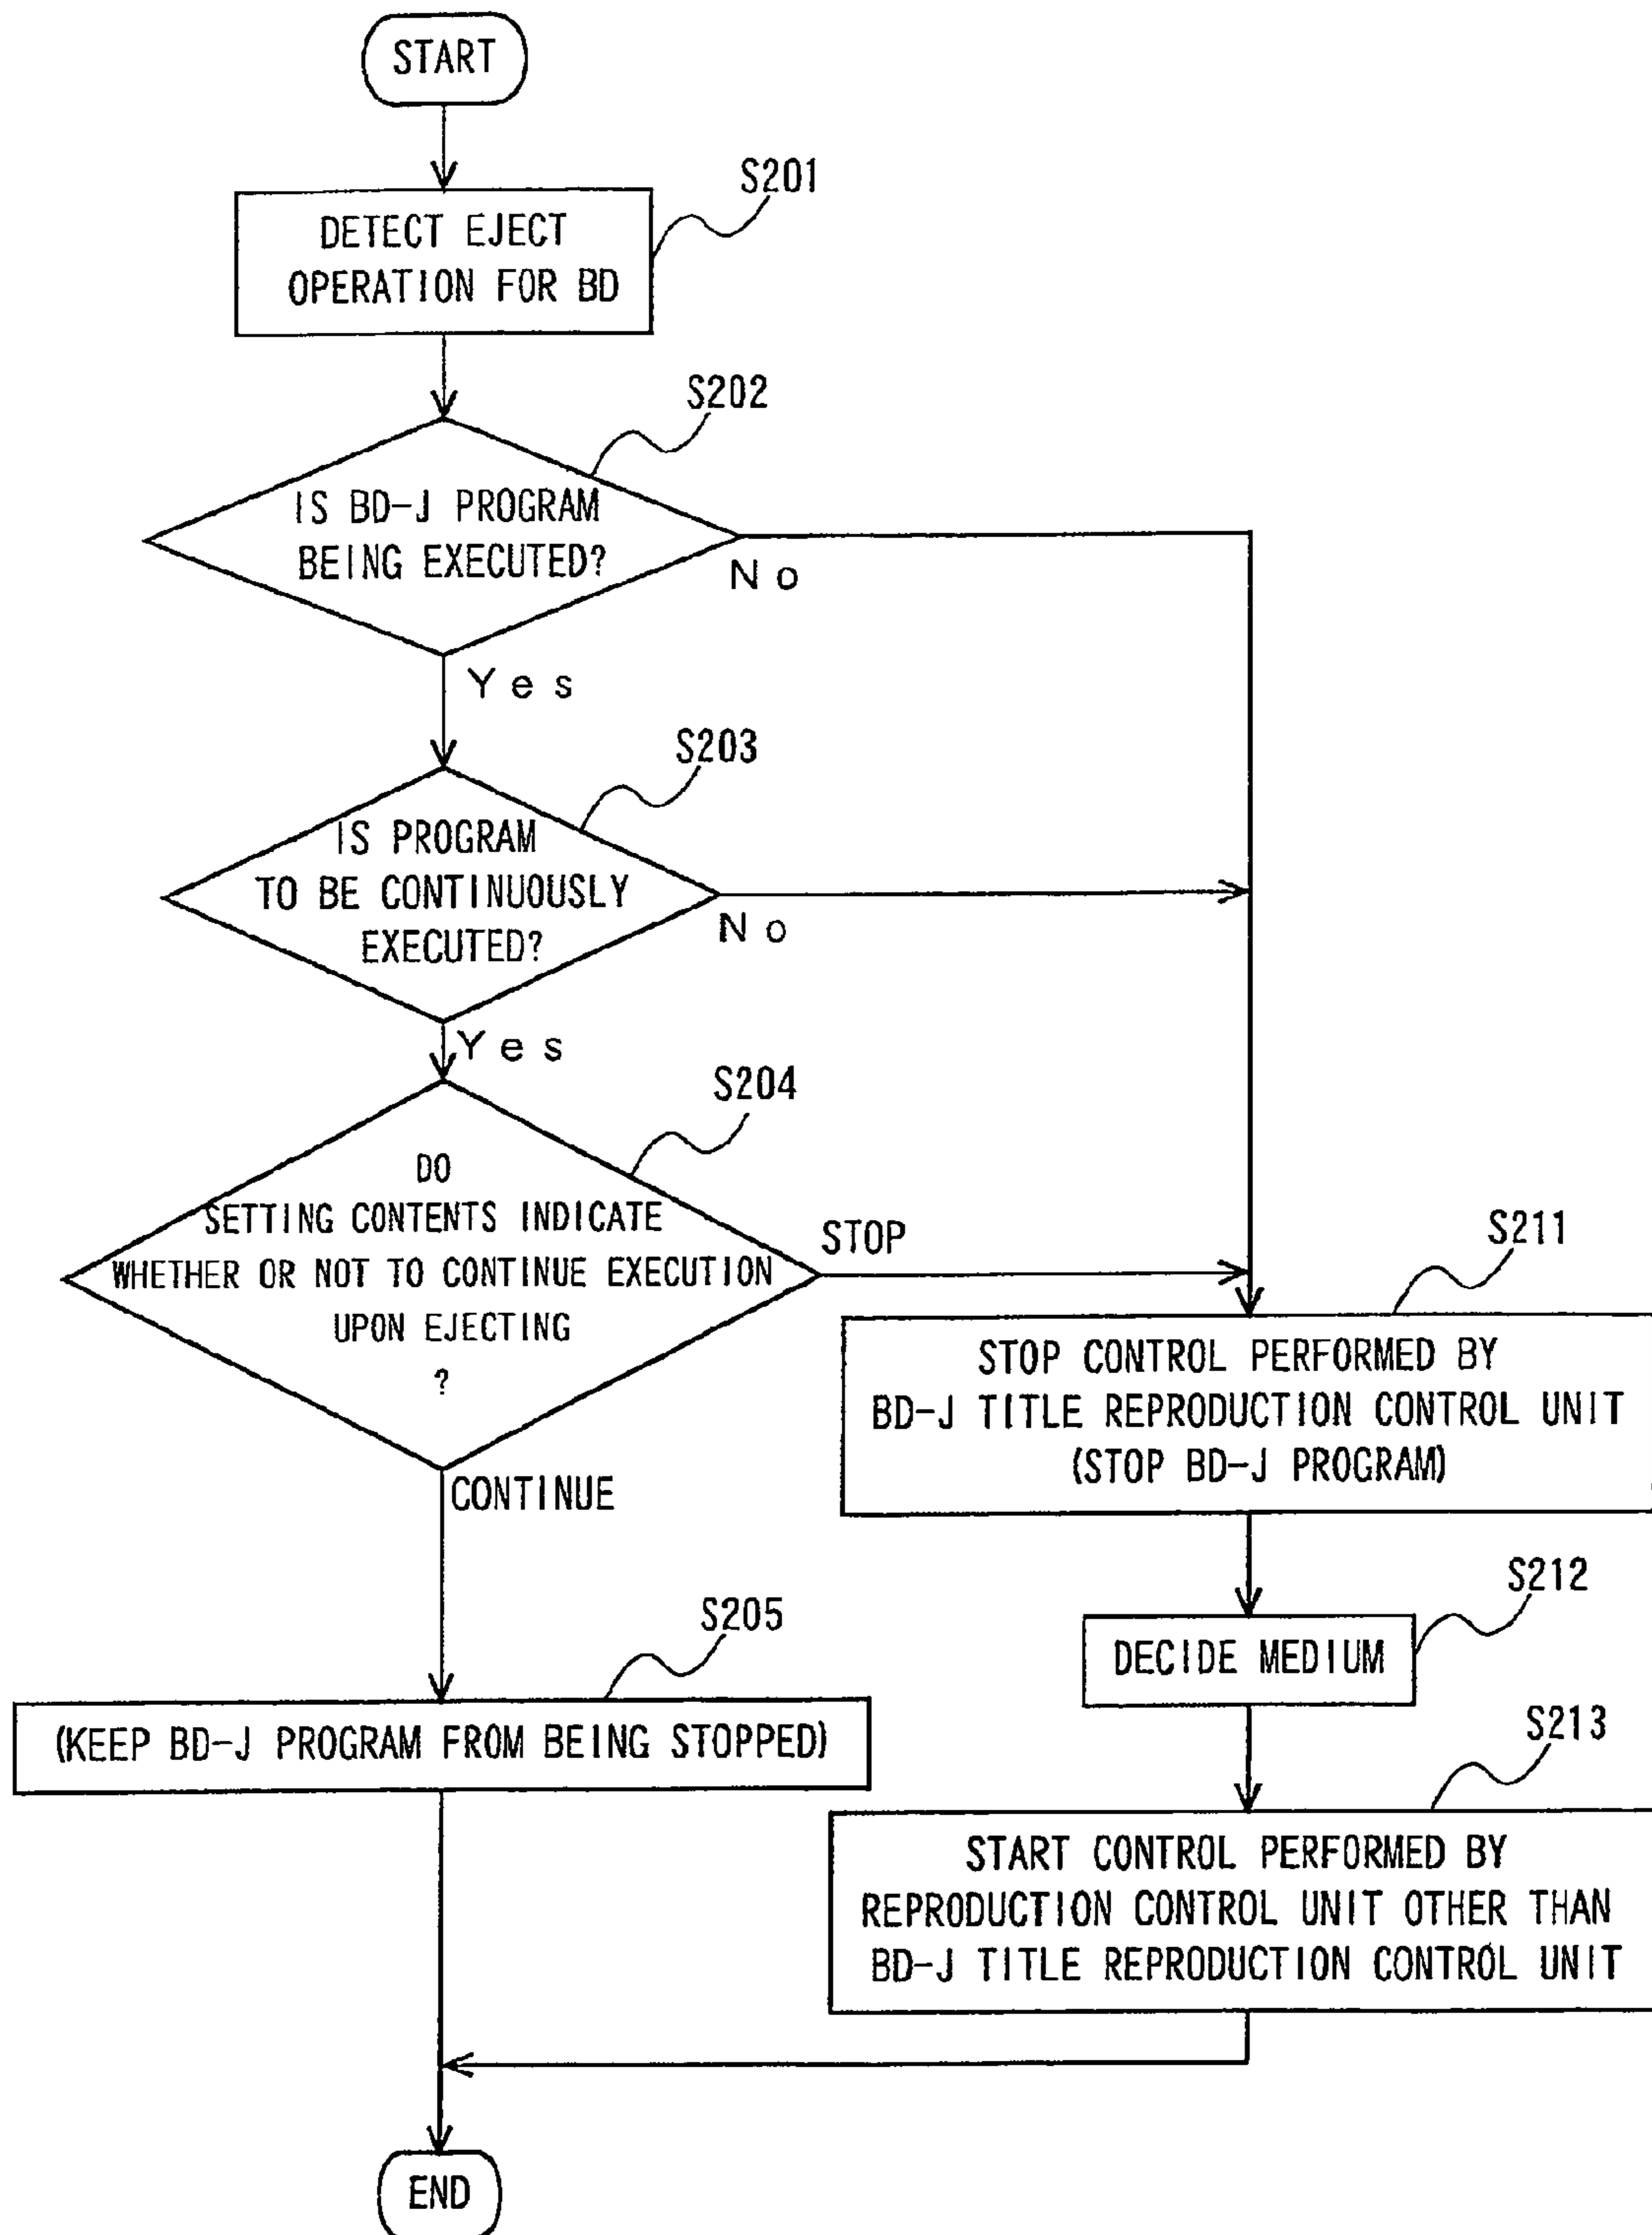 START
S201
DETECT EJECT
OPERATION FOR BD
S202
IS BD-J PROGRAM
BEING EXECUTED?
No
Yes
S203
IS PROGRAM
TO BE CONTINUOUSLY
EXECUTED?
No
Yes
S204
DO
SETTING CONTENTS INDICATE
WHETHER OR NOT TO CONTINUE EXECUTION
UPON EJECTING
?
STOP
CONTINUE
S205
(KEEP BD-J PROGRAM FROM BEING STOPPED)
S211
STOP CONTROL PERFORMED BY
BD-J TITLE REPRODUCTION CONTROL UNIT
(STOP BD-J PROGRAM)
S212
DECIDE MEDIUM
S213
START CONTROL PERFORMED BY
REPRODUCTION CONTROL UNIT OTHER THAN
BD-J TITLE REPRODUCTION CONTROL UNIT
END